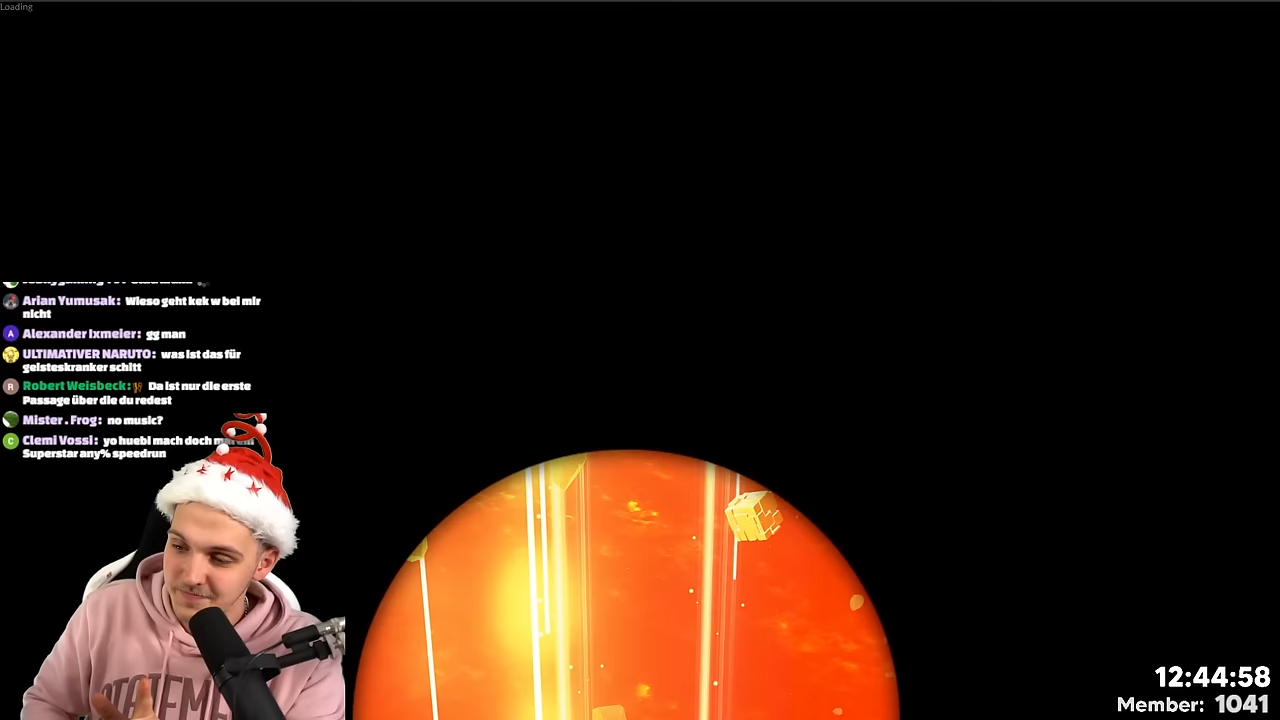 Loading
Arian Yumusak: Wieso geht kek w bei mir
nicht
A Alexander Ixmeier: gg man
ULTIMATIVER NARUTO: was ist das für
geisteskranker schitt
R Robert Weisbeck: Da ist nur die erste
Passage über die du redest
Mister . Frog: no music?
C Clemi Vossi: yo huebi mach doch
Superstar any% speedrun
12:44:58
Member: 1041